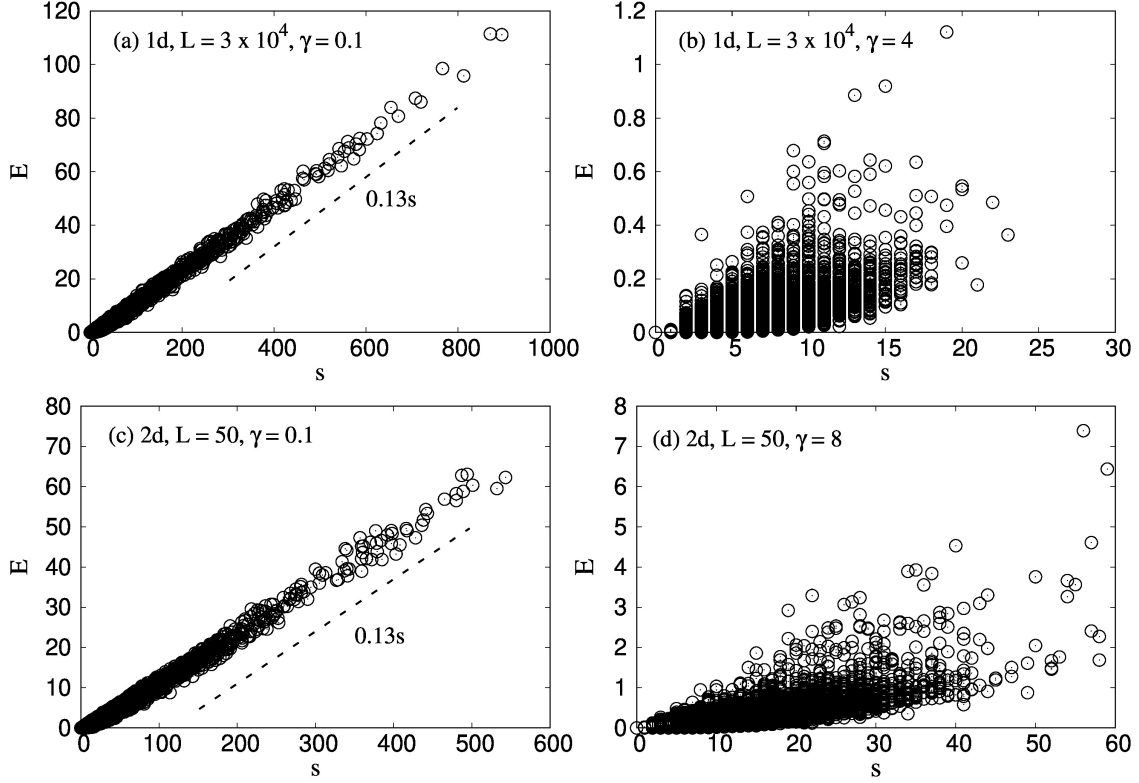 120
100
80
60
40
20
0
E
(a) 1d, L = 3 x 10⁴, γ = 0.1
0.13s
0 200 400 600 800 1000
s
1.2
1
0.8
0.6
0.4
0.2
0
E
(b) 1d, L = 3 x 10⁴, γ = 4
0 5 10 15 20 25 30
s
80
70
60
50
40
30
20
10
0
E
(c) 2d, L = 50, γ = 0.1
0.13s
0 100 200 300 400 500 600
s
8
7
6
5
4
3
2
1
0
E
(d) 2d, L = 50, γ = 8
0 10 20 30 40 50 60
s